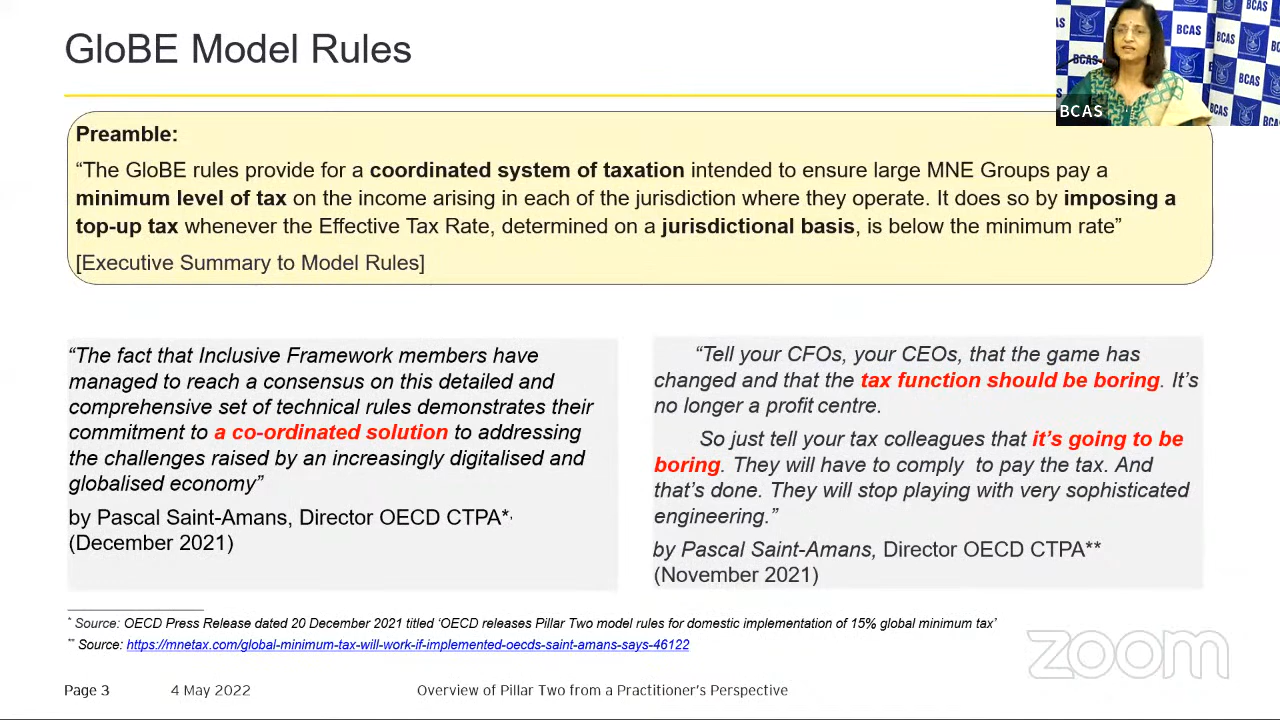 GloBE Model Rules
BCAS
BCAS
BCAS
BCAS
BCAS
BCAS
BCAS
Preamble:
“The GloBE rules provide for a coordinated system of taxation intended to ensure large MNE Groups pay a
minimum level of tax on the income arising in each of the jurisdiction where they operate. It does so by imposing a
top-up tax whenever the Effective Tax Rate, determined on a jurisdictional basis, is below the minimum rate”
[Executive Summary to Model Rules]
“The fact that Inclusive Framework members have
managed to reach a consensus on this detailed and
comprehensive set of technical rules demonstrates their
commitment to a co-ordinated solution to addressing
the challenges raised by an increasingly digitalised and
globalised economy”
by Pascal Saint-Amans, Director OECD CTPA*,
(December 2021)
“Tell your CFOs, your CEOs, that the game has
changed and that the tax function should be boring. It’s
no longer a profit centre.
So just tell your tax colleagues that it’s going to be
boring. They will have to comply to pay the tax. And
that’s done. They will stop playing with very sophisticated
engineering.”
by Pascal Saint-Amans, Director OECD CTPA**
(November 2021)
* Source: OECD Press Release dated 20 December 2021 titled ‘OECD releases Pillar Two model rules for domestic implementation of 15% global minimum tax’
** Source: https://mnetax.com/global-minimum-tax-will-work-if-implemented-oecds-saint-amans-says-46122
zoom
Page 3 4 May 2022 Overview of Pillar Two from a Practitioner’s Perspective